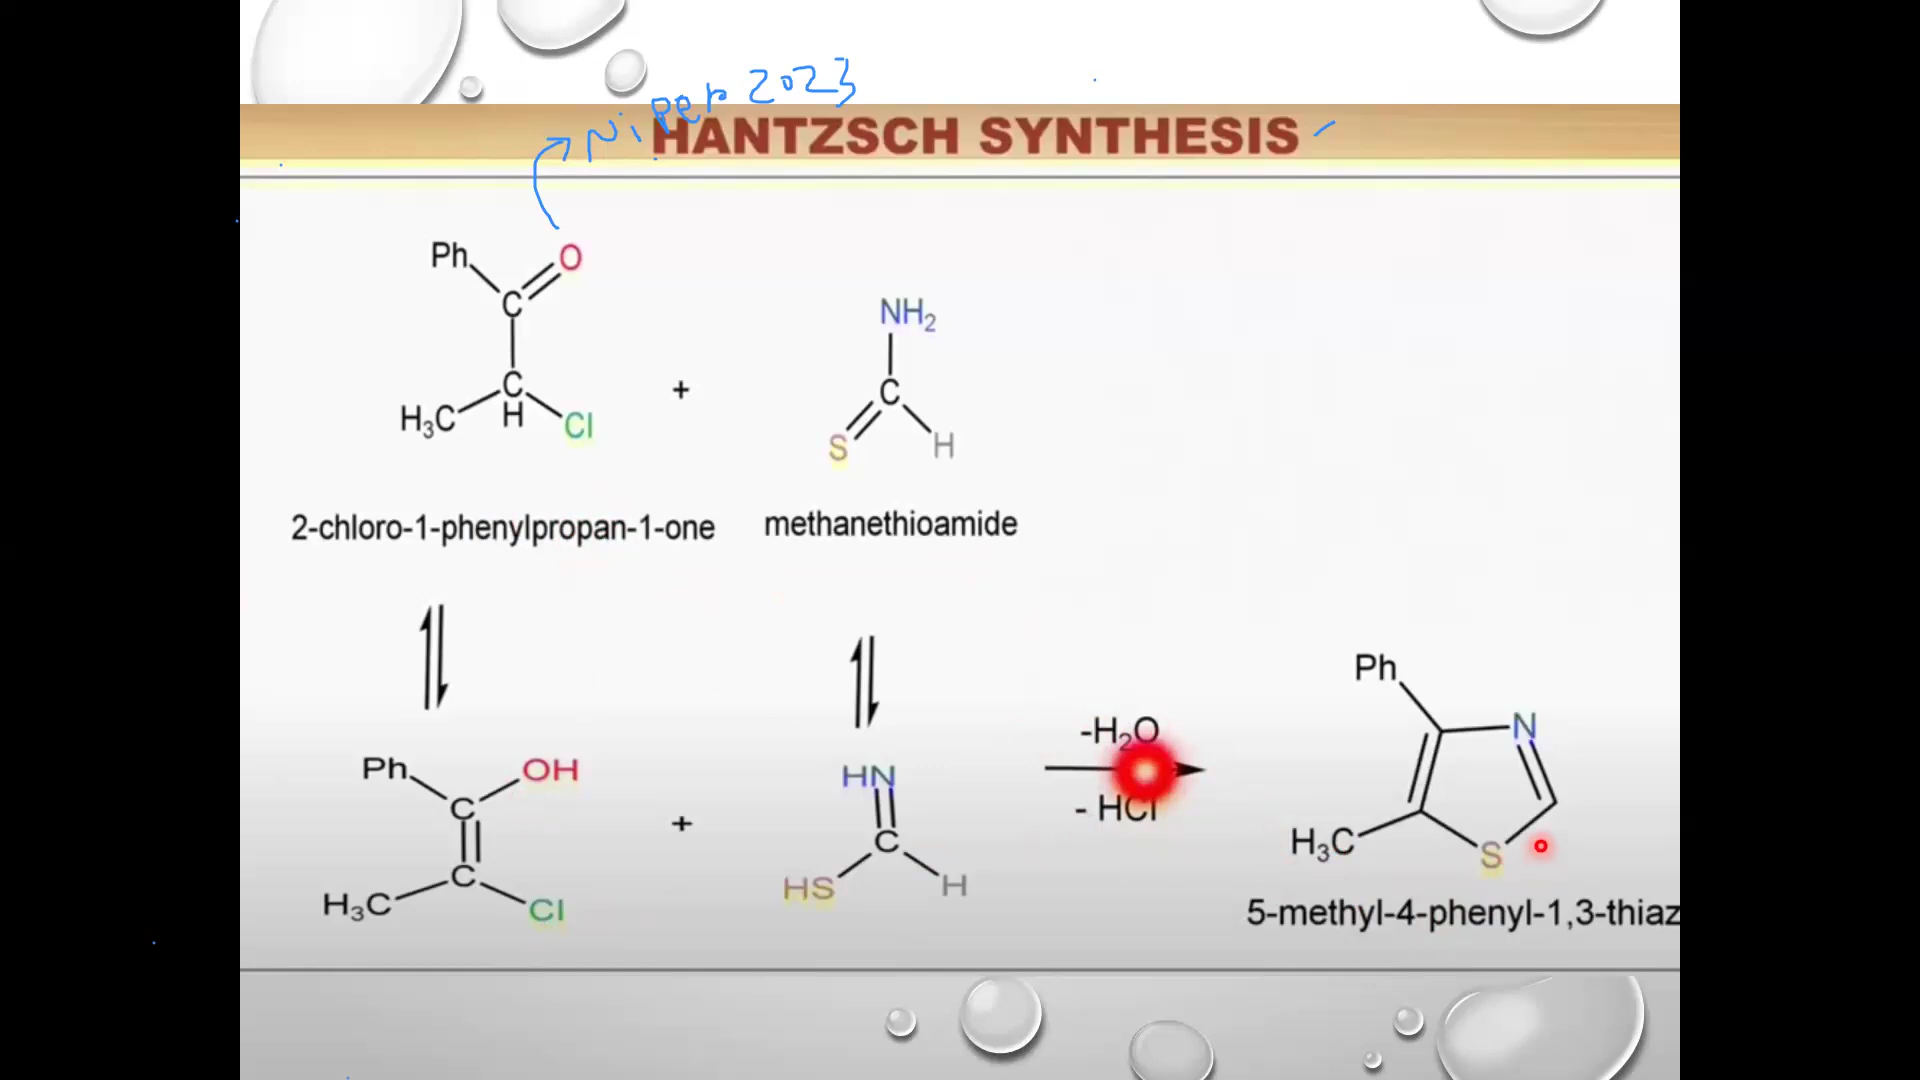 Niper 2023
HANTZSCH SYNTHESIS
Ph
O
C
NH₂
C
C
H₃C
H
Cl
+
S
H
2-chloro-1-phenylpropan-1-one
methanethioamide
Ph
-H₂O
N
Ph
OH
HN
C
+
- HCl
C
H₃C
S
C
HS
H
H₃C
Cl
5-methyl-4-phenyl-1,3-thiaz